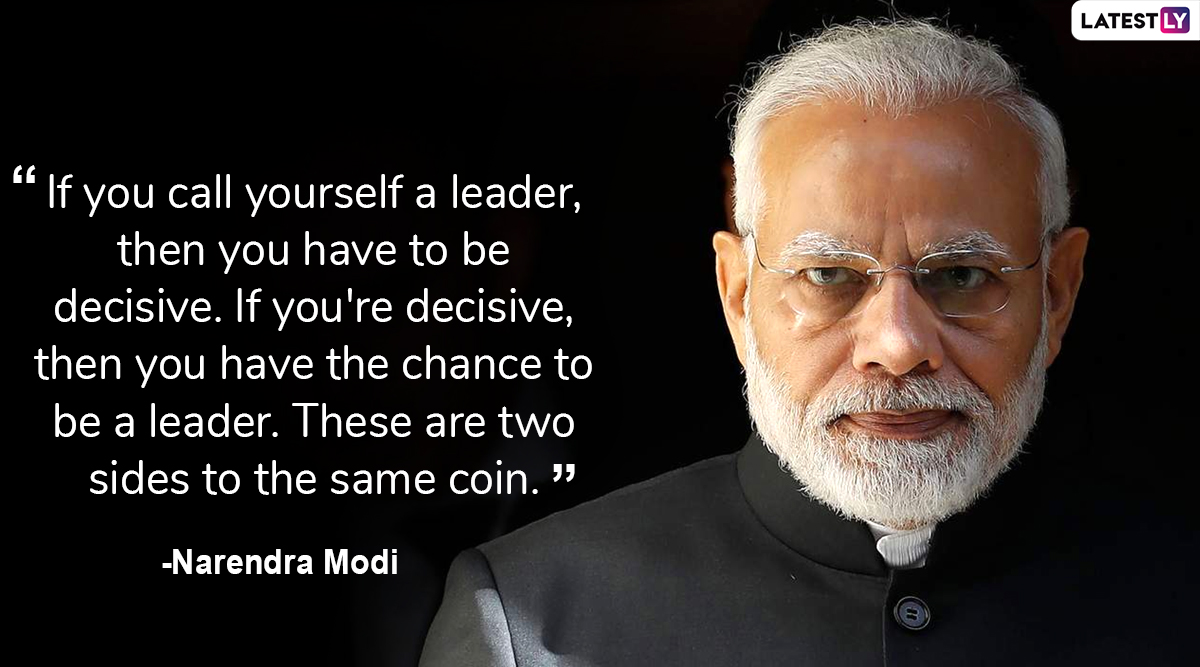 LATESTLY
“ If you call yourself a leader,
then you have to be
decisive. If you're decisive,
then you have the chance to
be a leader. These are two
sides to the same coin. ”
-Narendra Modi